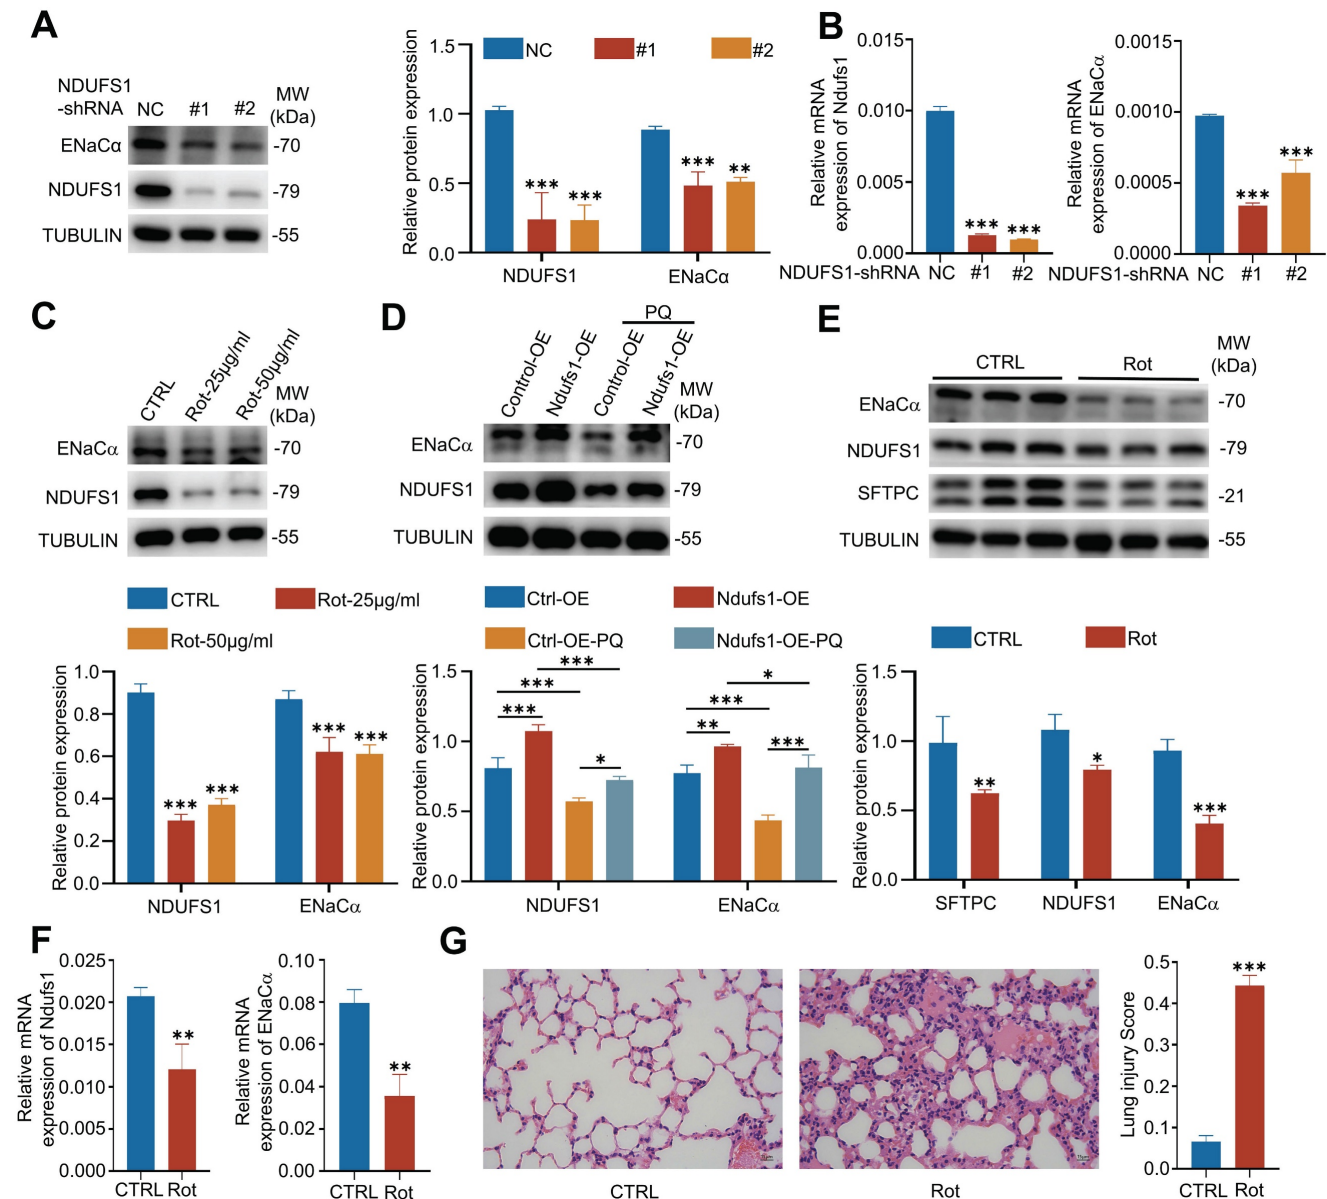 A
NDUFS1
-shRNA NC #1 #2 MW
(kDa)
ENaCα -70
NDUFS1 -79
TUBULIN -55
Relative protein expression
NC #1 #2
1.5
1.0
0.5
0.0
*** *** *** **
NDUFS1 ENaCα
B
Relative mRNA
expression of Ndufs1
0.015
0.010
0.005
0.000
*** ***
NDUFS1-shRNA NC #1 #2
Relative mRNA
expression of ENaCα
0.0015
0.0010
0.0005
0.0000
*** ***
NDUFS1-shRNA NC #1 #2
C
CTRL Rot-25µg/ml Rot-50µg/ml MW
(kDa)
ENaCα -70
NDUFS1 -79
TUBULIN -55
CTRL Rot-25µg/ml
Rot-50µg/ml
Relative protein expression
1.0
0.8
0.6
0.4
0.2
0.0
*** *** *** ***
NDUFS1 ENaCα
D
PQ
Control-OE Ndufs1-OE Control-OE Ndufs1-OE MW
(kDa)
ENaCα -70
NDUFS1 -79
TUBULIN -55
Ctrl-OE Ndufs1-OE
Ctrl-OE-PQ Ndufs1-OE-PQ
Relative protein expression
1.5
1.0
0.5
0.0
*** *** *** *
* *** ** ***
NDUFS1 ENaCα
E
CTRL Rot MW
(kDa)
ENaCα -70
NDUFS1 -79
SFTPC -21
TUBULIN -55
CTRL Rot
Relative protein expression
1.5
1.0
0.5
0.0
** * ***
SFTPC NDUFS1 ENaCα
F
Relative mRNA
expression of Ndufs1
0.025
0.020
0.015
0.010
0.005
0.000
**
CTRL Rot
Relative mRNA
expression of ENaCα
0.10
0.08
0.06
0.04
0.02
0.00
**
CTRL Rot
G
CTRL Rot
Lung injury Score
0.5
0.4
0.3
0.2
0.1
0.0
***
CTRL Rot